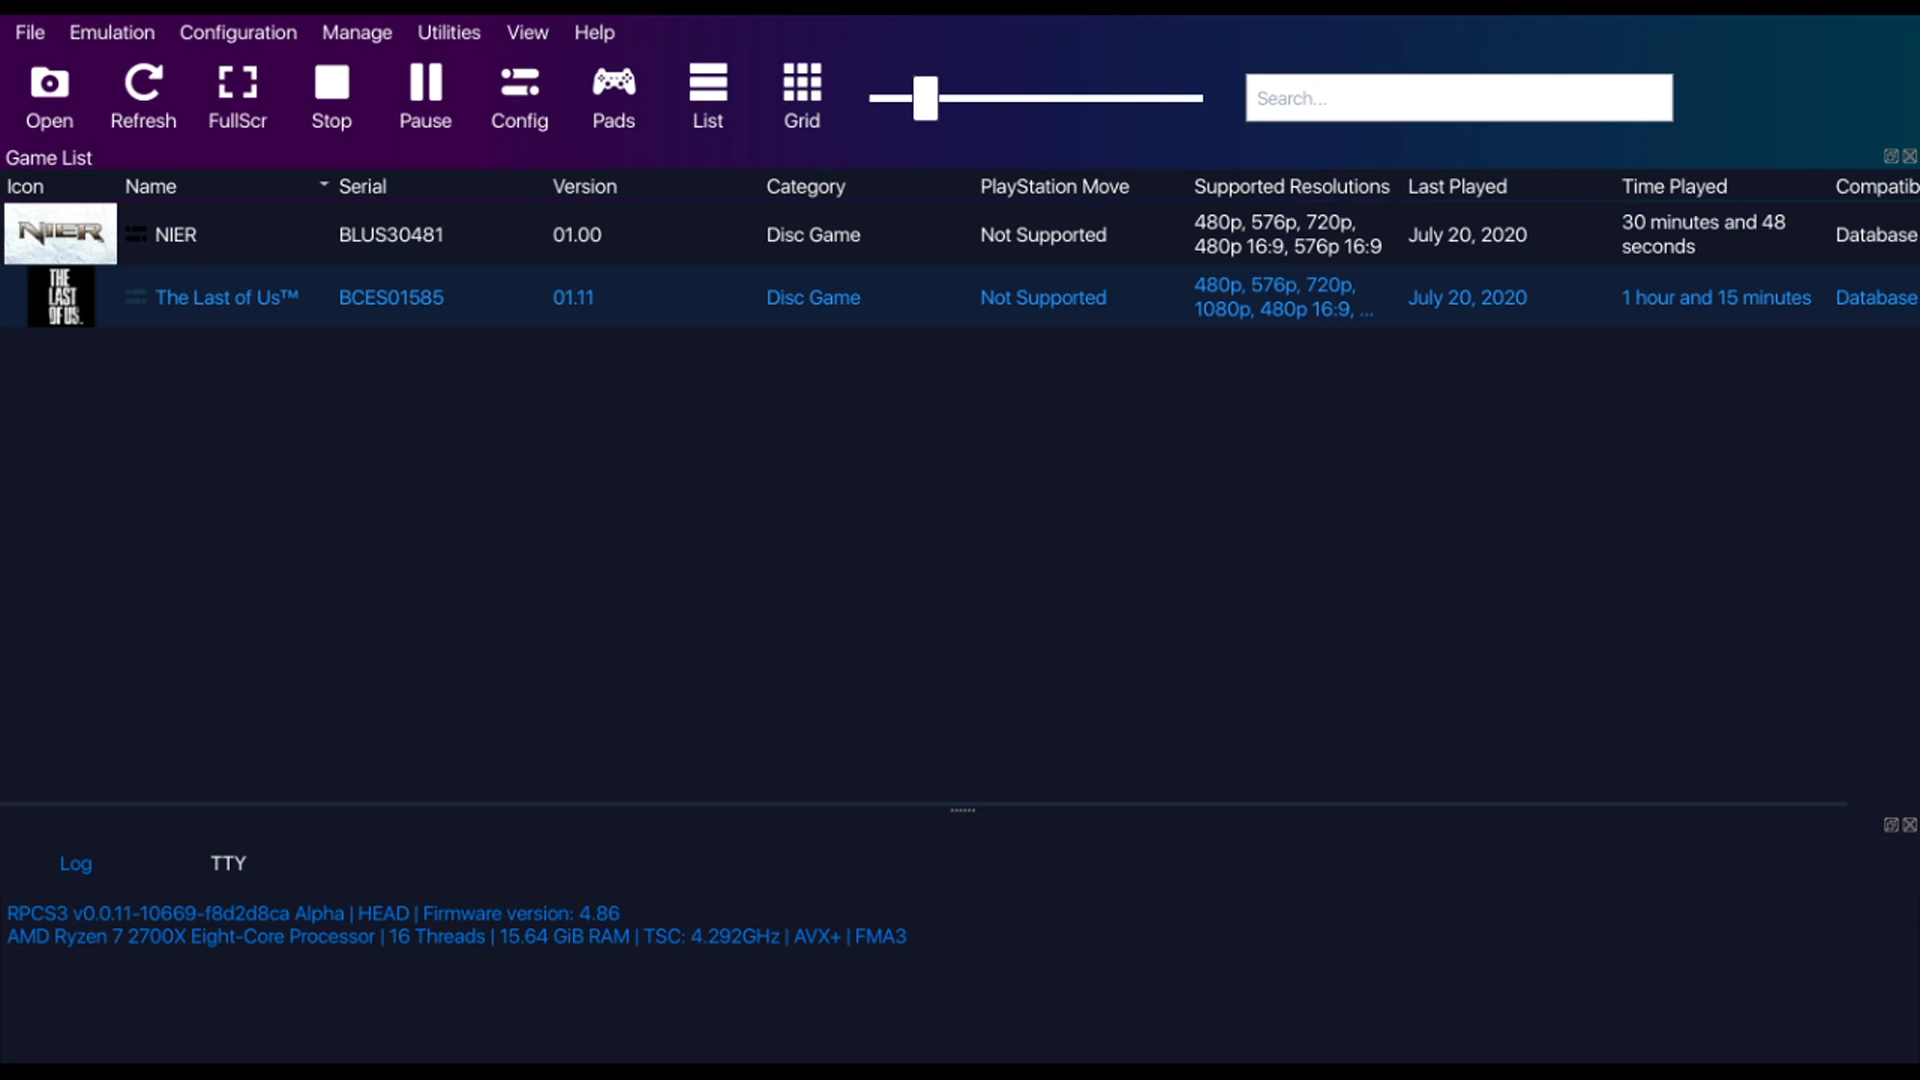 File Emulation Configuration Manage Utilities View Help
Open Refresh FullScr Stop Pause Config Pads List Grid Search...
Game List
Icon Name Serial Version Category PlayStation Move Supported Resolutions Last Played Time Played Compatib
NIER NIER BLUS30481 01.00 Disc Game Not Supported 480p, 576p, 720p, 480p 16:9, 576p 16:9 July 20, 2020 30 minutes and 48 seconds Database
THE LAST OF US. The Last of Us™ BCES01585 01.11 Disc Game Not Supported 480p, 576p, 720p, 1080p, 480p 16:9, ... July 20, 2020 1 hour and 15 minutes Database
Log TTY
RPCS3 v0.0.11-10669-f8d2d8ca Alpha | HEAD | Firmware version: 4.86
AMD Ryzen 7 2700X Eight-Core Processor | 16 Threads | 15.64 GiB RAM | TSC: 4.292GHz | AVX+ | FMA3